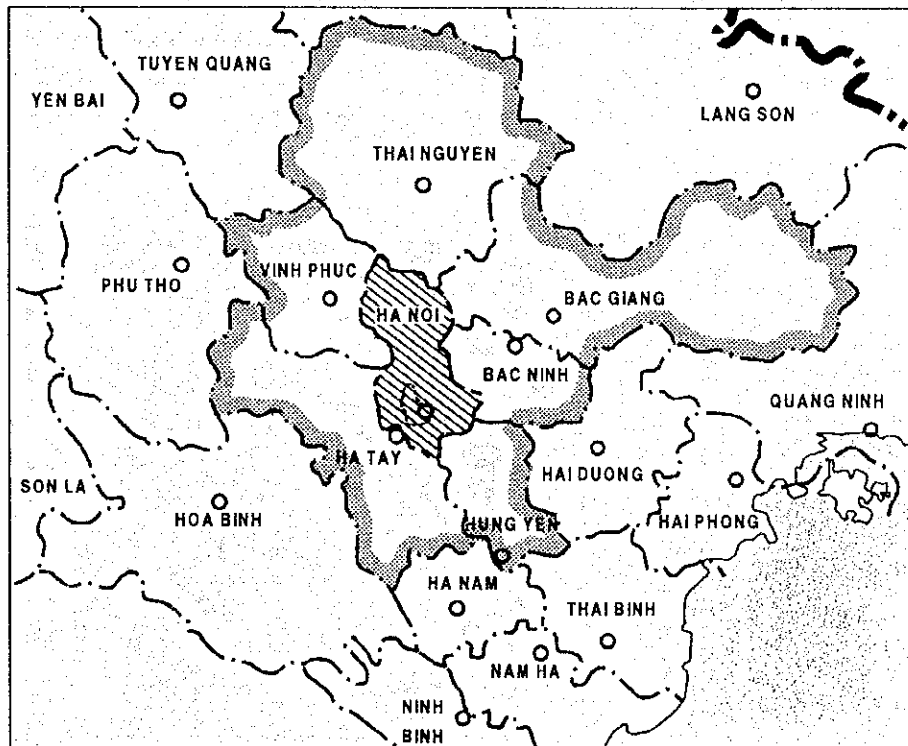 TUYEN QUANG
YEN BAI
LANG SON
THAI NGUYEN
VINH PHUC
PHU THO
HA NOI
BAC GIANG
BAC NINH
QUANG NINH
HA TAY
HAI DUONG
SON LA
HOA BINH
HUNG YEN
HAI PHONG
HA NAM
THAI BINH
NAM HA
NINH
BINH